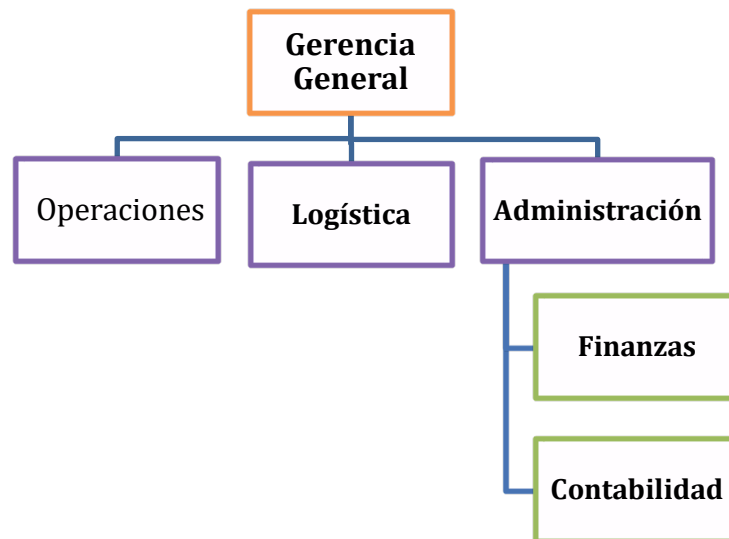 Gerencia
General
Operaciones
Logística
Administración
Finanzas
Contabilidad